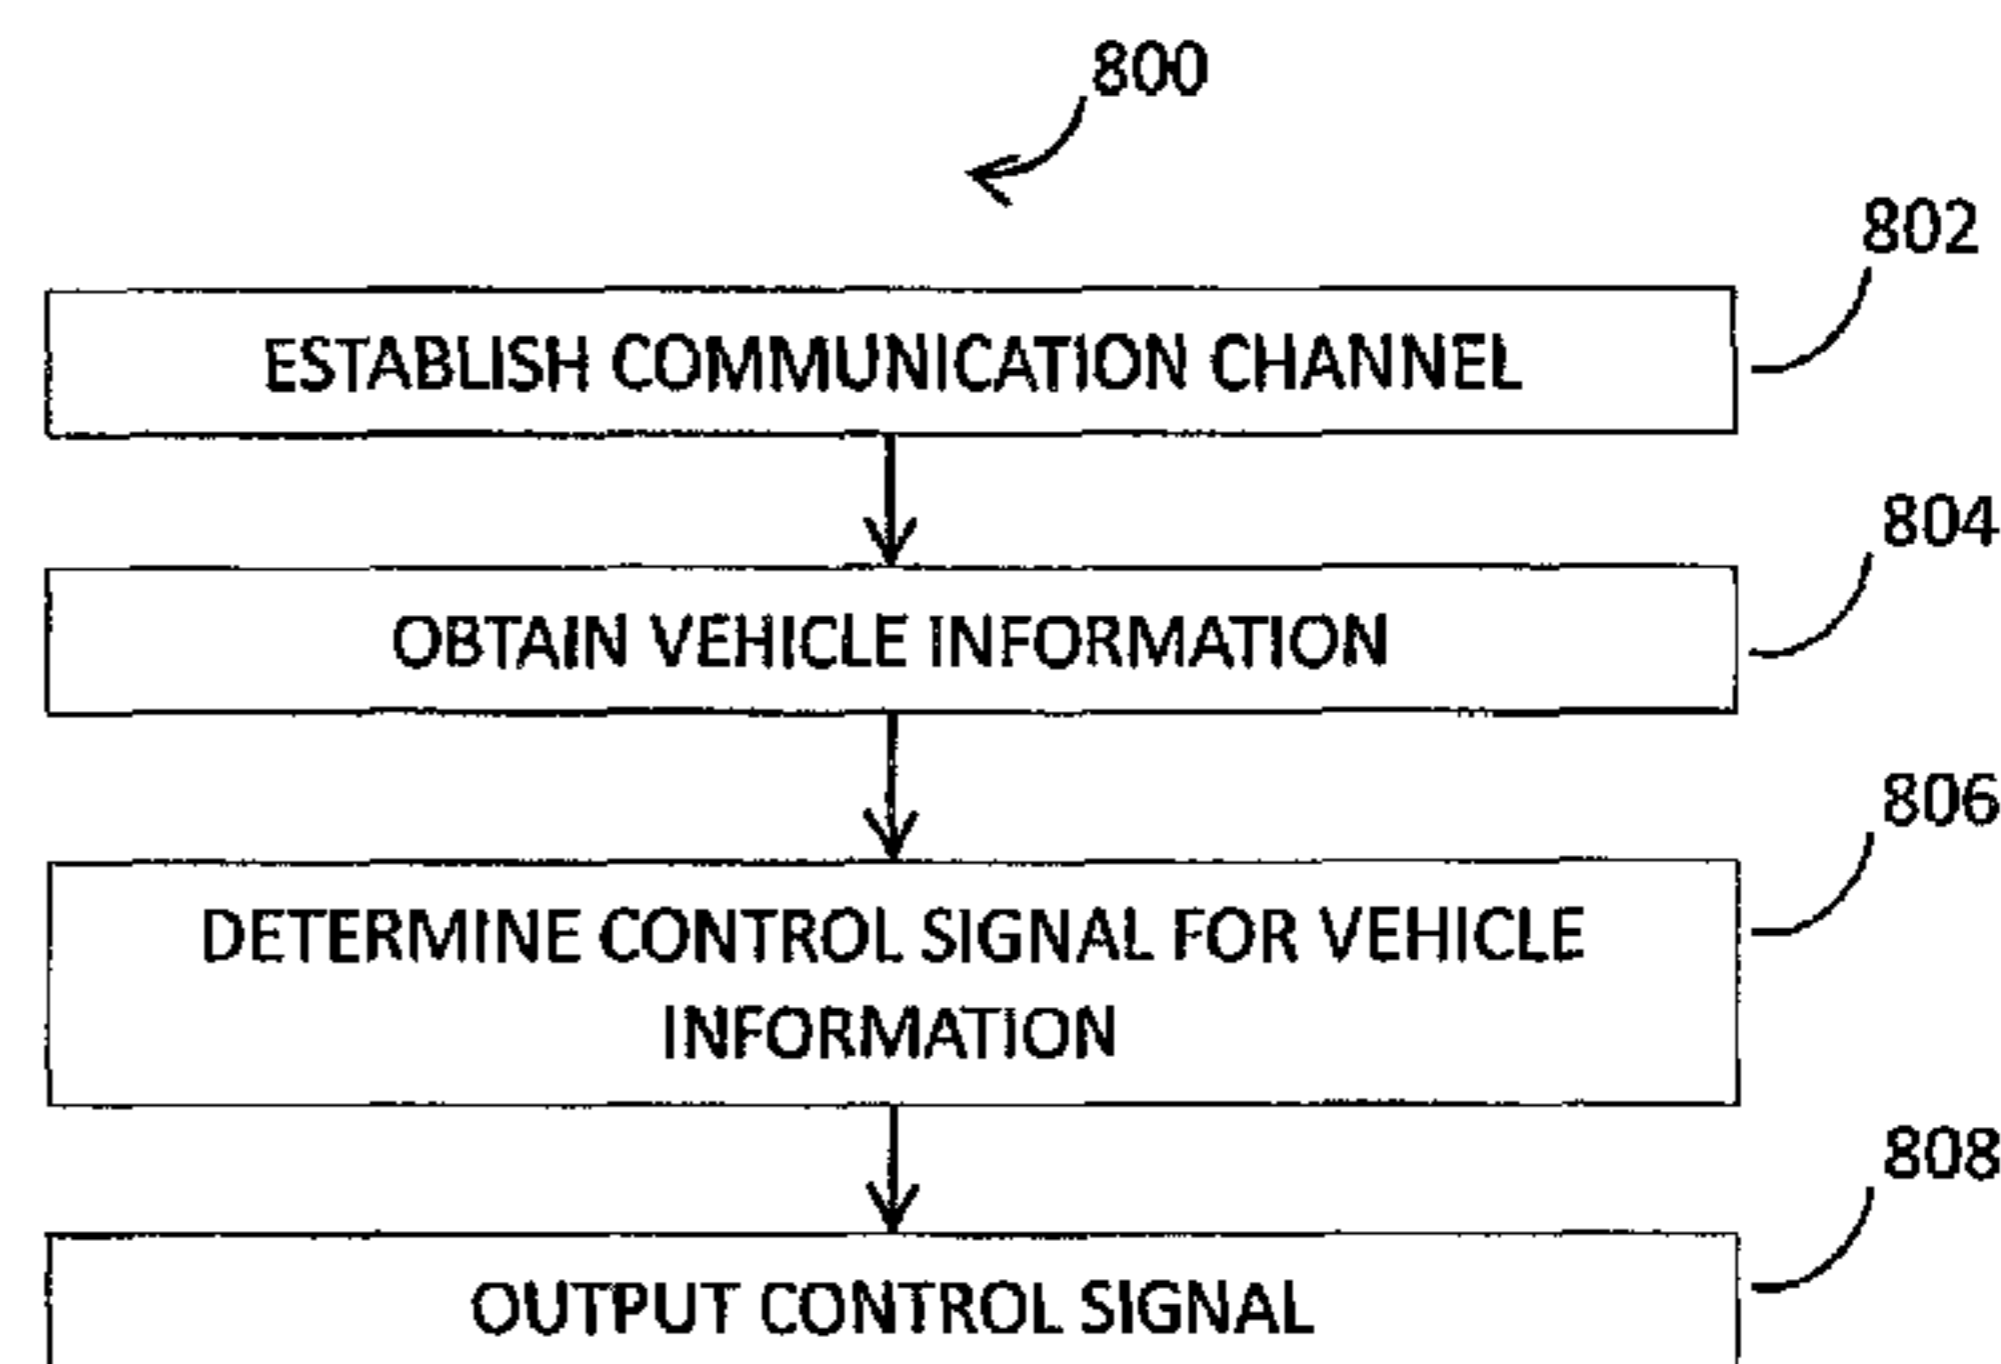 800
802
ESTABLISH COMMUNICATION CHANNEL
804
OBTAIN VEHICLE INFORMATION
806
DETERMINE CONTROL SIGNAL FOR VEHICLE
INFORMATION
808
OUTPUT CONTROL SIGNAL